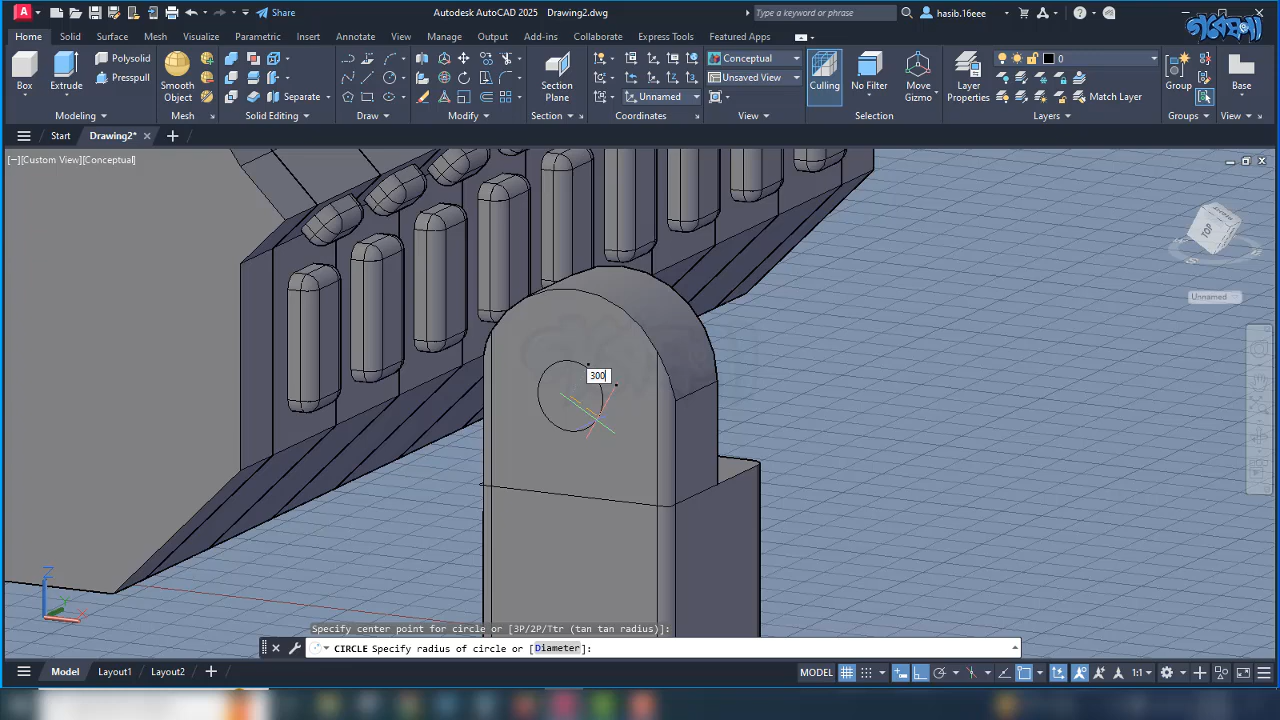 Share
Autodesk AutoCAD 2025 Drawing2.dwg
Type a keyword or phrase
hasib.16eee
গবেষণা
Home Solid Surface Mesh Visualize Parametric Insert Annotate View Manage Output Add-ins Collaborate Express Tools Featured Apps
Polysolid
Presspull
Box Extrude
Smooth
Object
Separate
Section
Plane
Unnamed
Conceptual
Unsaved View
Culling No Filter
Move
Gizmo
Layer
Properties
0
Match Layer
Group
Base
Modeling Mesh Solid Editing Draw Modify Section Coordinates View Selection Layers Groups View
Start Drawing2*
[−][Custom View][Conceptual]
TOP
Unnamed
300
Z
X
Specify center point for circle or [3P/2P/Ttr (tan tan radius)]:
CIRCLE Specify radius of circle or [Diameter]:
Model Layout1 Layout2
MODEL 1:1